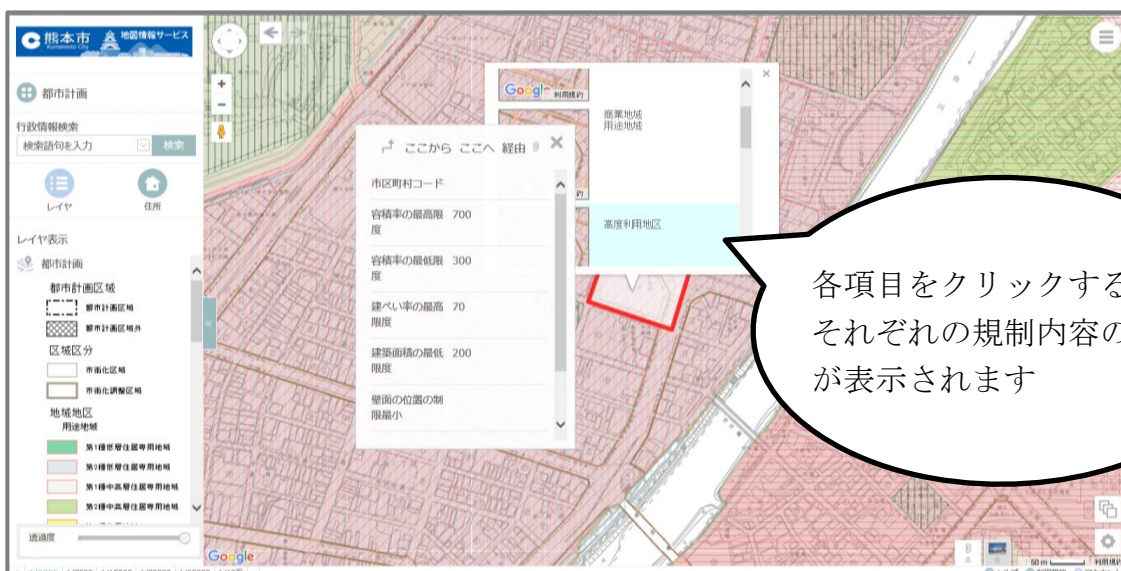 熊本市 地図情報サービス
Kumamoto City
都市計画
行政情報検索
検索語句を入力 検索
レイヤ 住所
レイヤ表示
都市計画
都市計画区域
都市計画区域
都市計画区域外
区域区分
市街化区域
市街化調整区域
地域地区
用途地域
第1種低層住居専用地域
第2種低層住居専用地域
第1種中高層住居専用地域
第2種中高層住居専用地域
透過度
Google
Google 利用規約
商業地域
用途地域
高度利用地区
ここから ここへ 経由
市区町村コード
容積率の最高限度 700
容積率の最低限度 300
建ぺい率の最高限度 70
建築面積の最低限度 200
壁面の位置の制限最小
各項目をクリックする
それぞれの規制内容の
が表示されます
50 m 利用規約